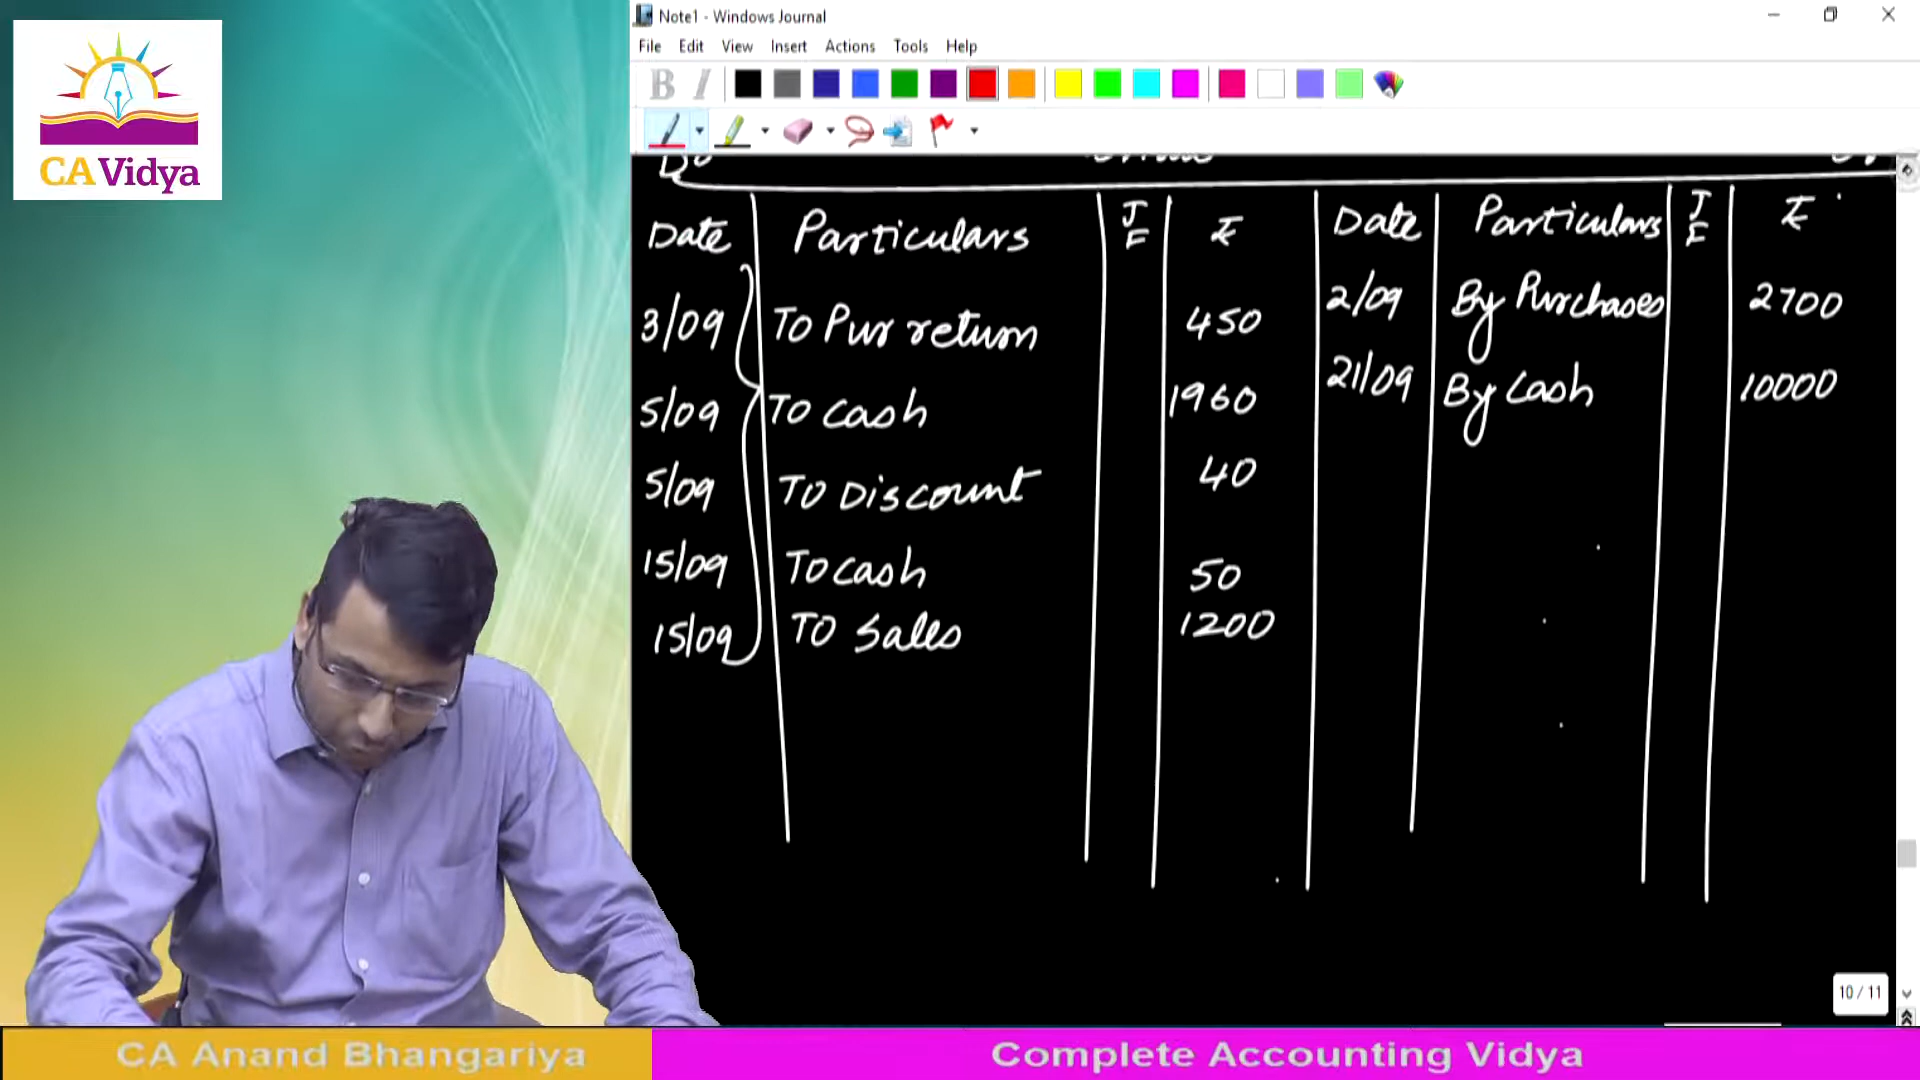 CA Vidya
Note1 - Windows Journal
File Edit View Insert Actions Tools Help
B I
Date Particulars J F ₹ Date Particulars J F ₹
3/09 To Pur return 450 2/09 By Purchases 2700
5/09 To cash 1960 21/09 By Cash 10000
5/09 To Discount 40
15/09 To cash 50
15/09 To Sales 1200
10 / 11
CA Anand Bhangariya Complete Accounting Vidya